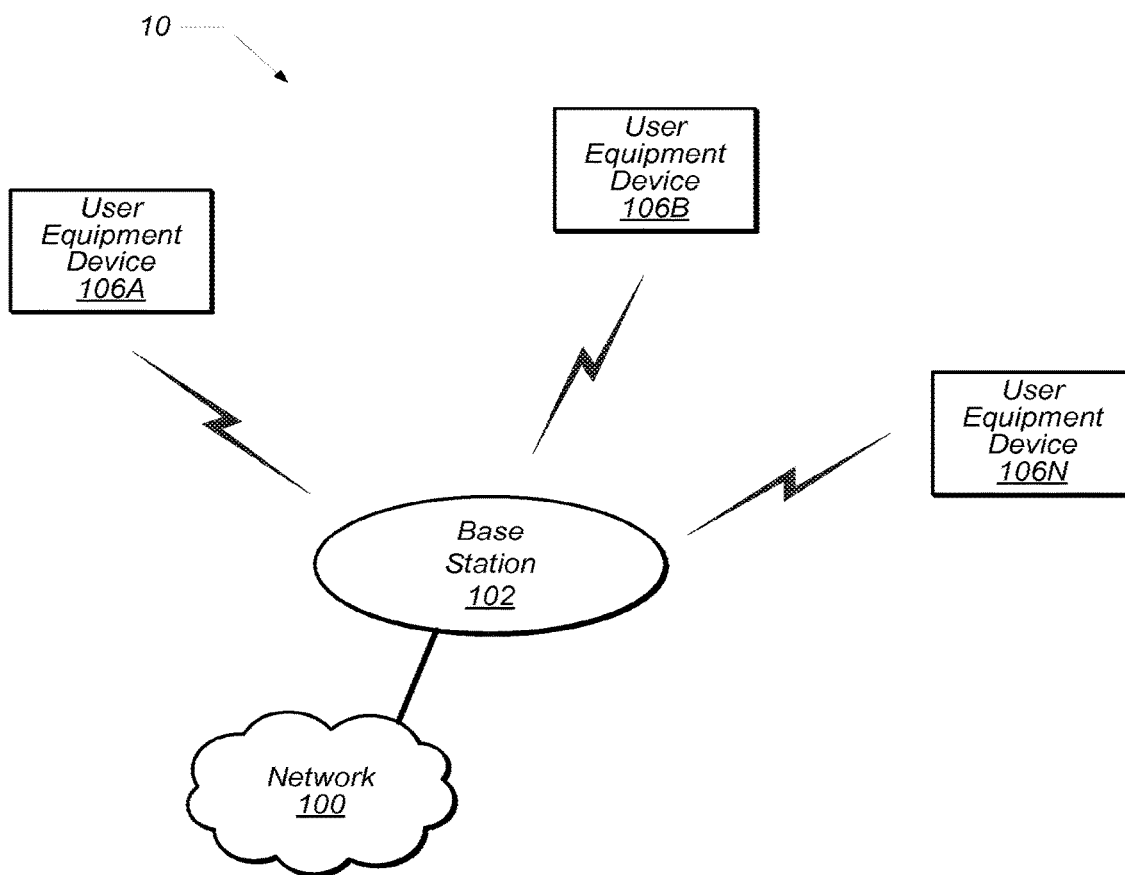 10
User
Equipment
Device
106B
User
Equipment
Device
106A
User
Equipment
Device
106N
Base
Station
102
Network
100